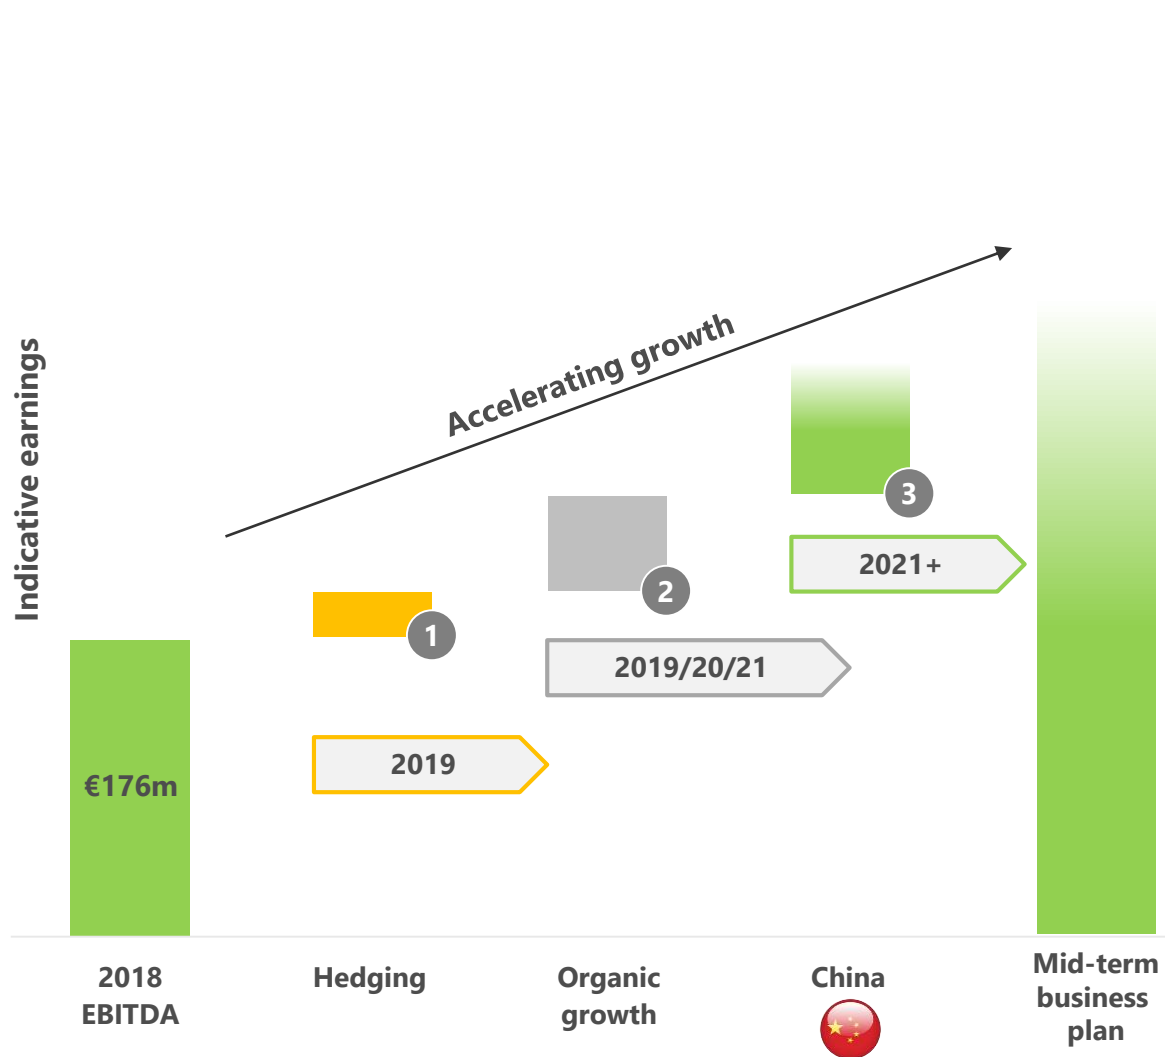 Indicative earnings
Accelerating growth
3
2021+
2
1
2019/20/21
2019
€176m
2018
EBITDA
Hedging
Organic
growth
China
Mid-term
business
plan